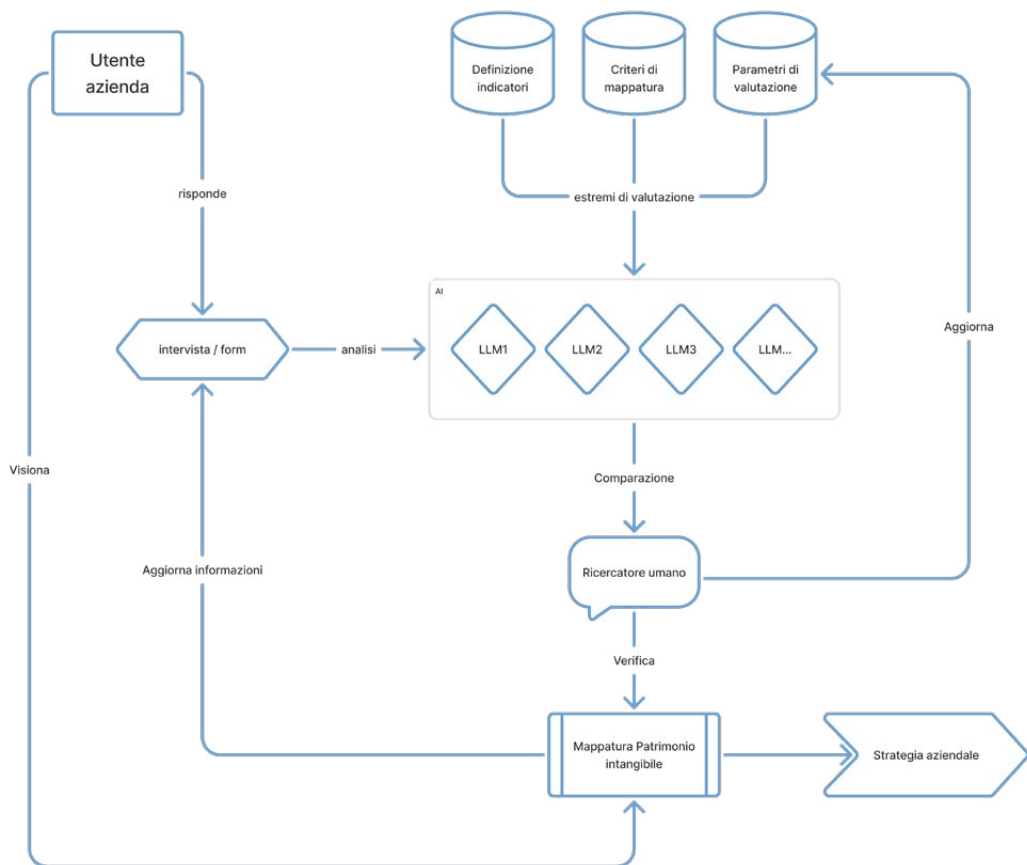 Utente
azienda
Definizione
indicatori
Criteri di
mappatura
Parametri di
valutazione
risponde
estremi di valutazione
AI
LLM1
LLM2
LLM3
LLM...
intervista / form
analisi
Aggiorna
Visiona
Comparazione
Aggiorna informazioni
Ricercatore umano
Verifica
Mappatura Patrimonio
intangibile
Strategia aziendale